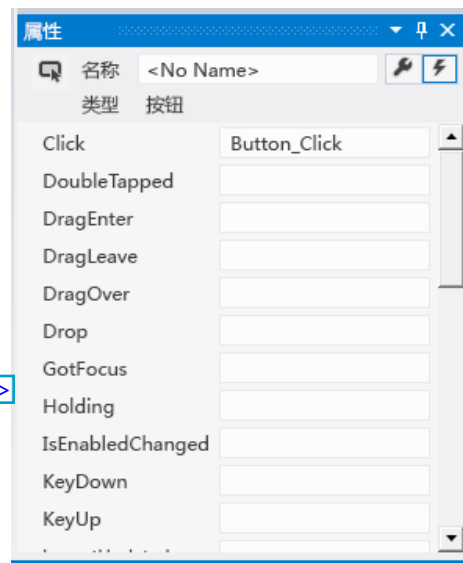 属性
名称 <No Name>
类型 按钮
Click Button_Click
DoubleTapped
DragEnter
DragLeave
DragOver
Drop
GotFocus
>
Holding
IsEnabledChanged
KeyDown
KeyUp